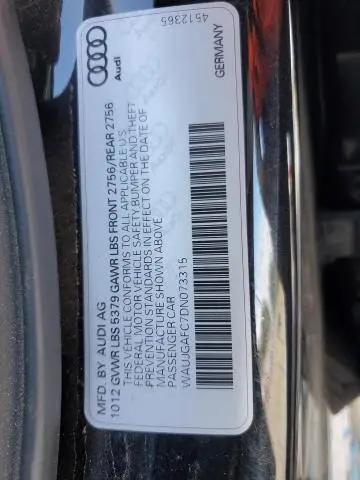 Audi
4512365
MFD. BY AUDI AG
GERMANY
1012 GVWR LBS 5379 GAWR LBS FRONT 2756/REAR 2756
THIS VEHICLE CONFORMS TO ALL APPLICABLE U.S.
FEDERAL MOTOR VEHICLE SAFETY BUMPER AND THEFT
PREVENTION STANDARDS IN EFFECT ON THE DATE OF
MANUFACTURE SHOWN ABOVE
PASSENGER CAR
WAUGAFC7DN073315